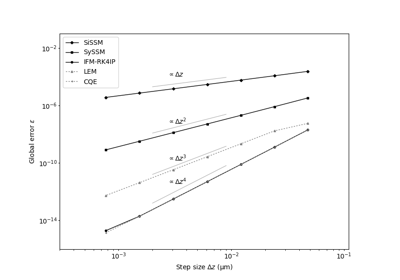 SiSSM
SySSM
IFM-RK4IP
LEM
CQE
∝ Δz
∝ Δz²
∝ Δz³
∝ Δz⁴
10⁻²
10⁻⁶
10⁻¹⁰
10⁻¹⁴
Global error ε
10⁻³ 10⁻² 10⁻¹
Step size Δz (μm)